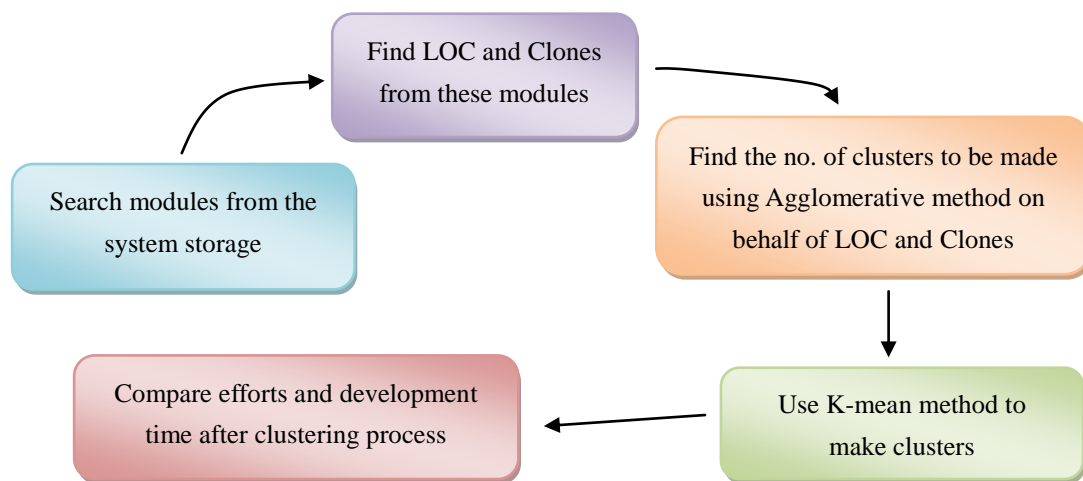 Search modules from the
system storage
Find LOC and Clones
from these modules
Find the no. of clusters to be made
using Agglomerative method on
behalf of LOC and Clones
Use K-mean method to
make clusters
Compare efforts and development
time after clustering process